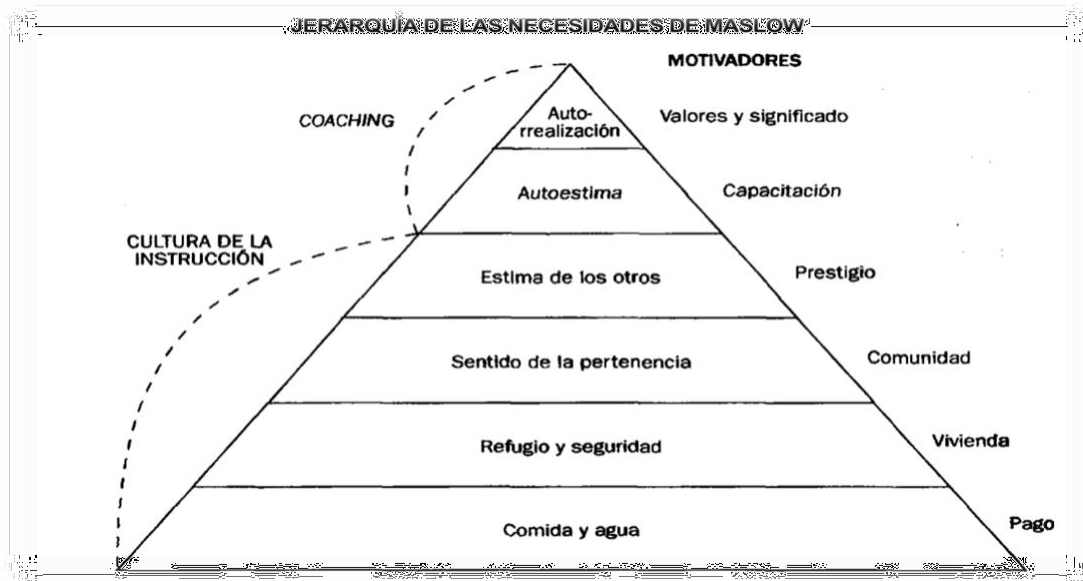 JERARQUÍA DE LAS NECESIDADES DE MASLOW
MOTIVADORES
COACHING
Auto-
rrealización
Valores y significado
Autoestima
Capacitación
CULTURA DE LA
INSTRUCCIÓN
Estima de los otros
Prestigio
Sentido de la pertenencia
Comunidad
Refugio y seguridad
Vivienda
Comida y agua
Pago